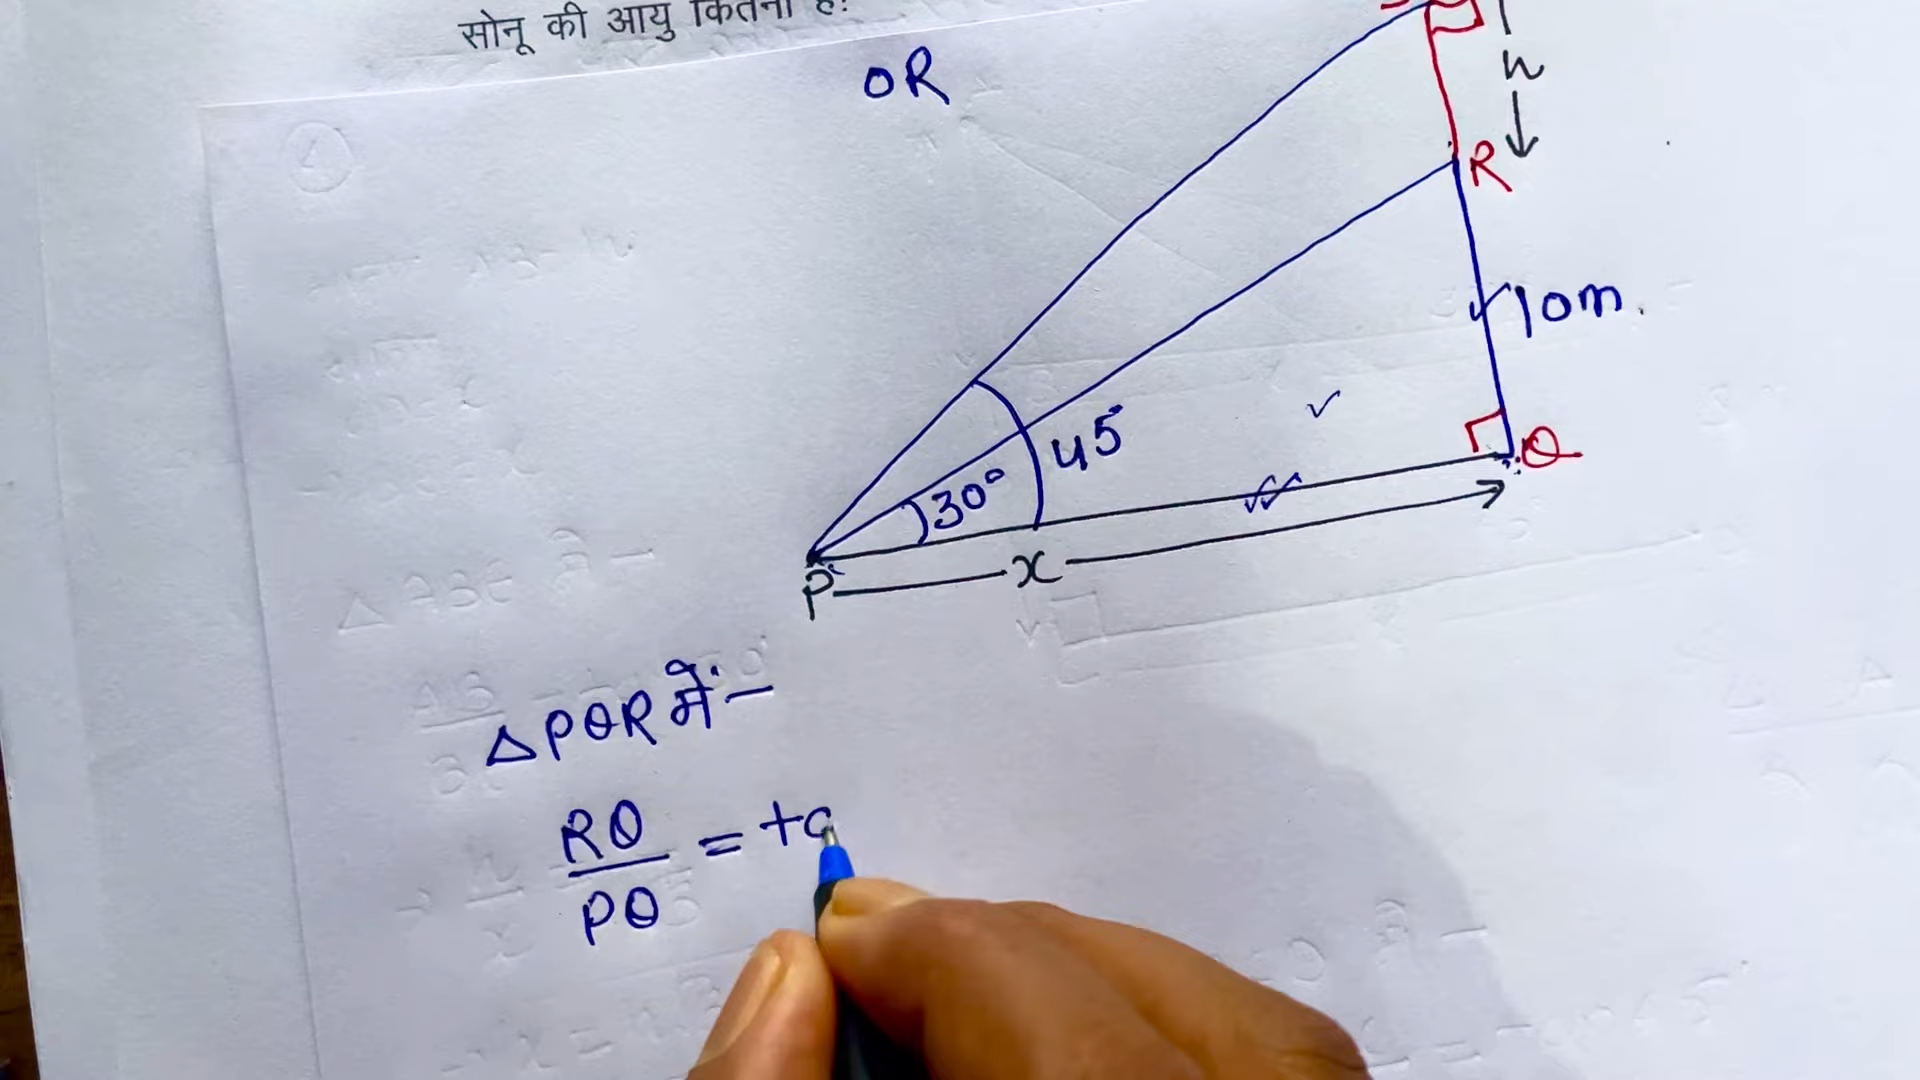 सोनू की आयु कितनी है?
OR
h
R
10m.
45°
30°
Q
x
P
△PQR में:-
RQ
PQ
= ta